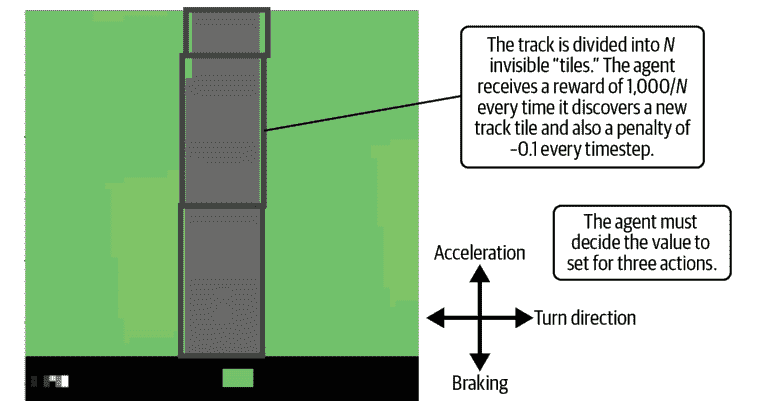 The track is divided into N
invisible “tiles.” The agent
receives a reward of 1,000/N
every time it discovers a new
track tile and also a penalty of
–0.1 every timestep.
The agent must
decide the value to
set for three actions.
Acceleration
Turn direction
Braking